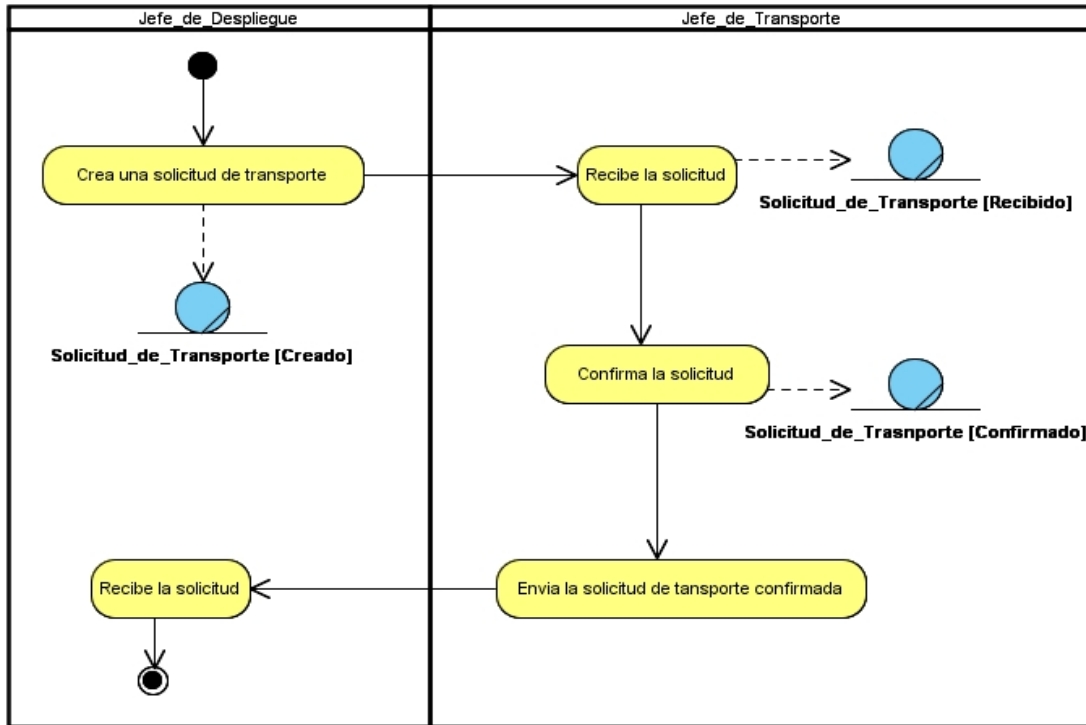 Jefe_de_Despliegue
Jefe_de_Transporte
Crea una solicitud de transporte
Recibe la solicitud
Solicitud_de_Transporte [Recibido]
Solicitud_de_Transporte [Creado]
Confirma la solicitud
Solicitud_de_Trasnporte [Confirmado]
Recibe la solicitud
Envia la solicitud de tansporte confirmada